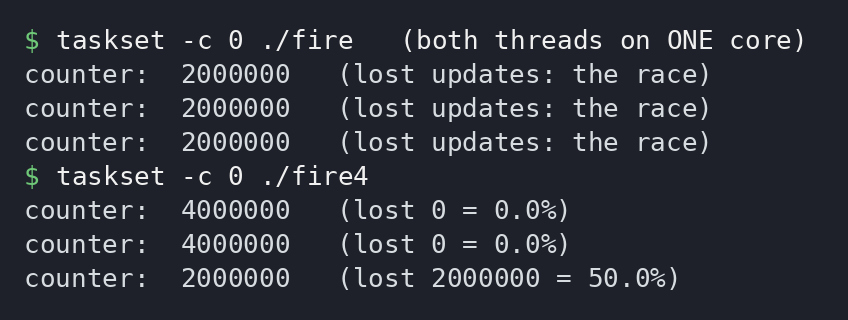 $ taskset -c 0 ./fire   (both threads on ONE core)
counter:  2000000   (lost updates: the race)
counter:  2000000   (lost updates: the race)
counter:  2000000   (lost updates: the race)
$ taskset -c 0 ./fire4
counter:  4000000   (lost 0 = 0.0%)
counter:  4000000   (lost 0 = 0.0%)
counter:  2000000   (lost 2000000 = 50.0%)